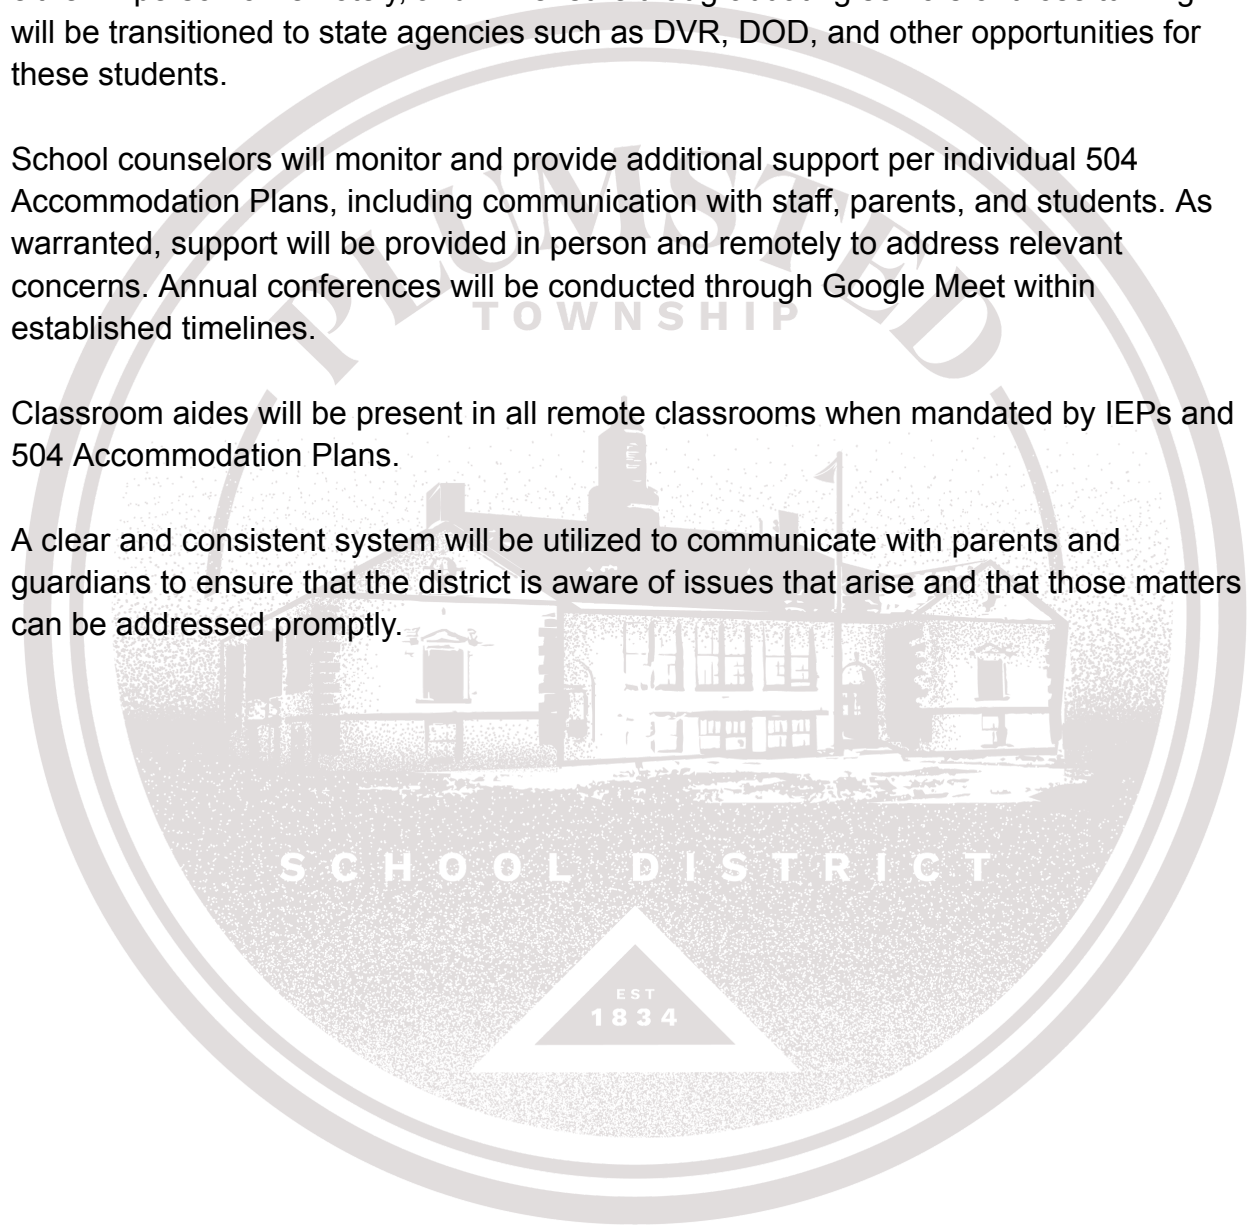 will be transitioned to state agencies such as DVR, DOD, and other opportunities for
these students.
School counselors will monitor and provide additional support per individual 504
Accommodation Plans, including communication with staff, parents, and students. As
warranted, support will be provided in person and remotely to address relevant
concerns. Annual conferences will be conducted through Google Meet within
established timelines.
Classroom aides will be present in all remote classrooms when mandated by IEPs and
504 Accommodation Plans.
A clear and consistent system will be utilized to communicate with parents and
guardians to ensure that the district is aware of issues that arise and that those matters
can be addressed promptly.
PLUMSTED
TOWNSHIP
SCHOOL DISTRICT
EST
1834